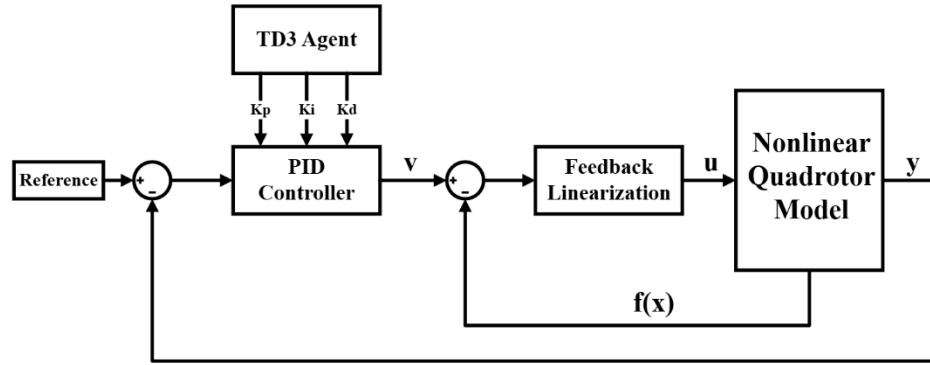 TD3 Agent
Kp Ki Kd
Reference
+
-
PID
Controller
v
+
-
Feedback
Linearization
u
Nonlinear
Quadrotor
Model
y
f(x)